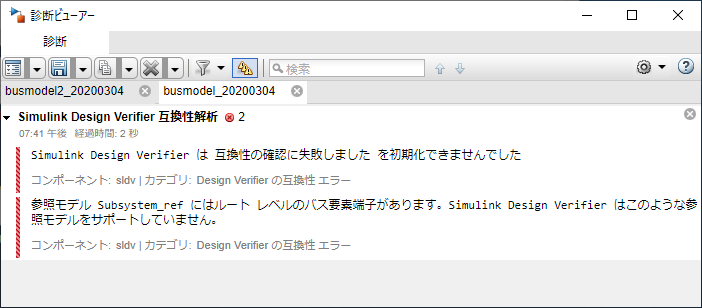 診断ビューアー
診断
検索
busmodel2_20200304
busmodel_20200304
Simulink Design Verifier 互換性解析 2
07:41 午後 経過時間: 2 秒
Simulink Design Verifier は 互換性の確認に失敗しました を初期化できませんでした
コンポーネント: sldv | カテゴリ: Design Verifier の互換性 エラー
参照モデル Subsystem_ref にはルート レベルのバス要素端子があります。Simulink Design Verifier はこのような参
照モデルをサポートしていません。
コンポーネント: sldv | カテゴリ: Design Verifier の互換性 エラー